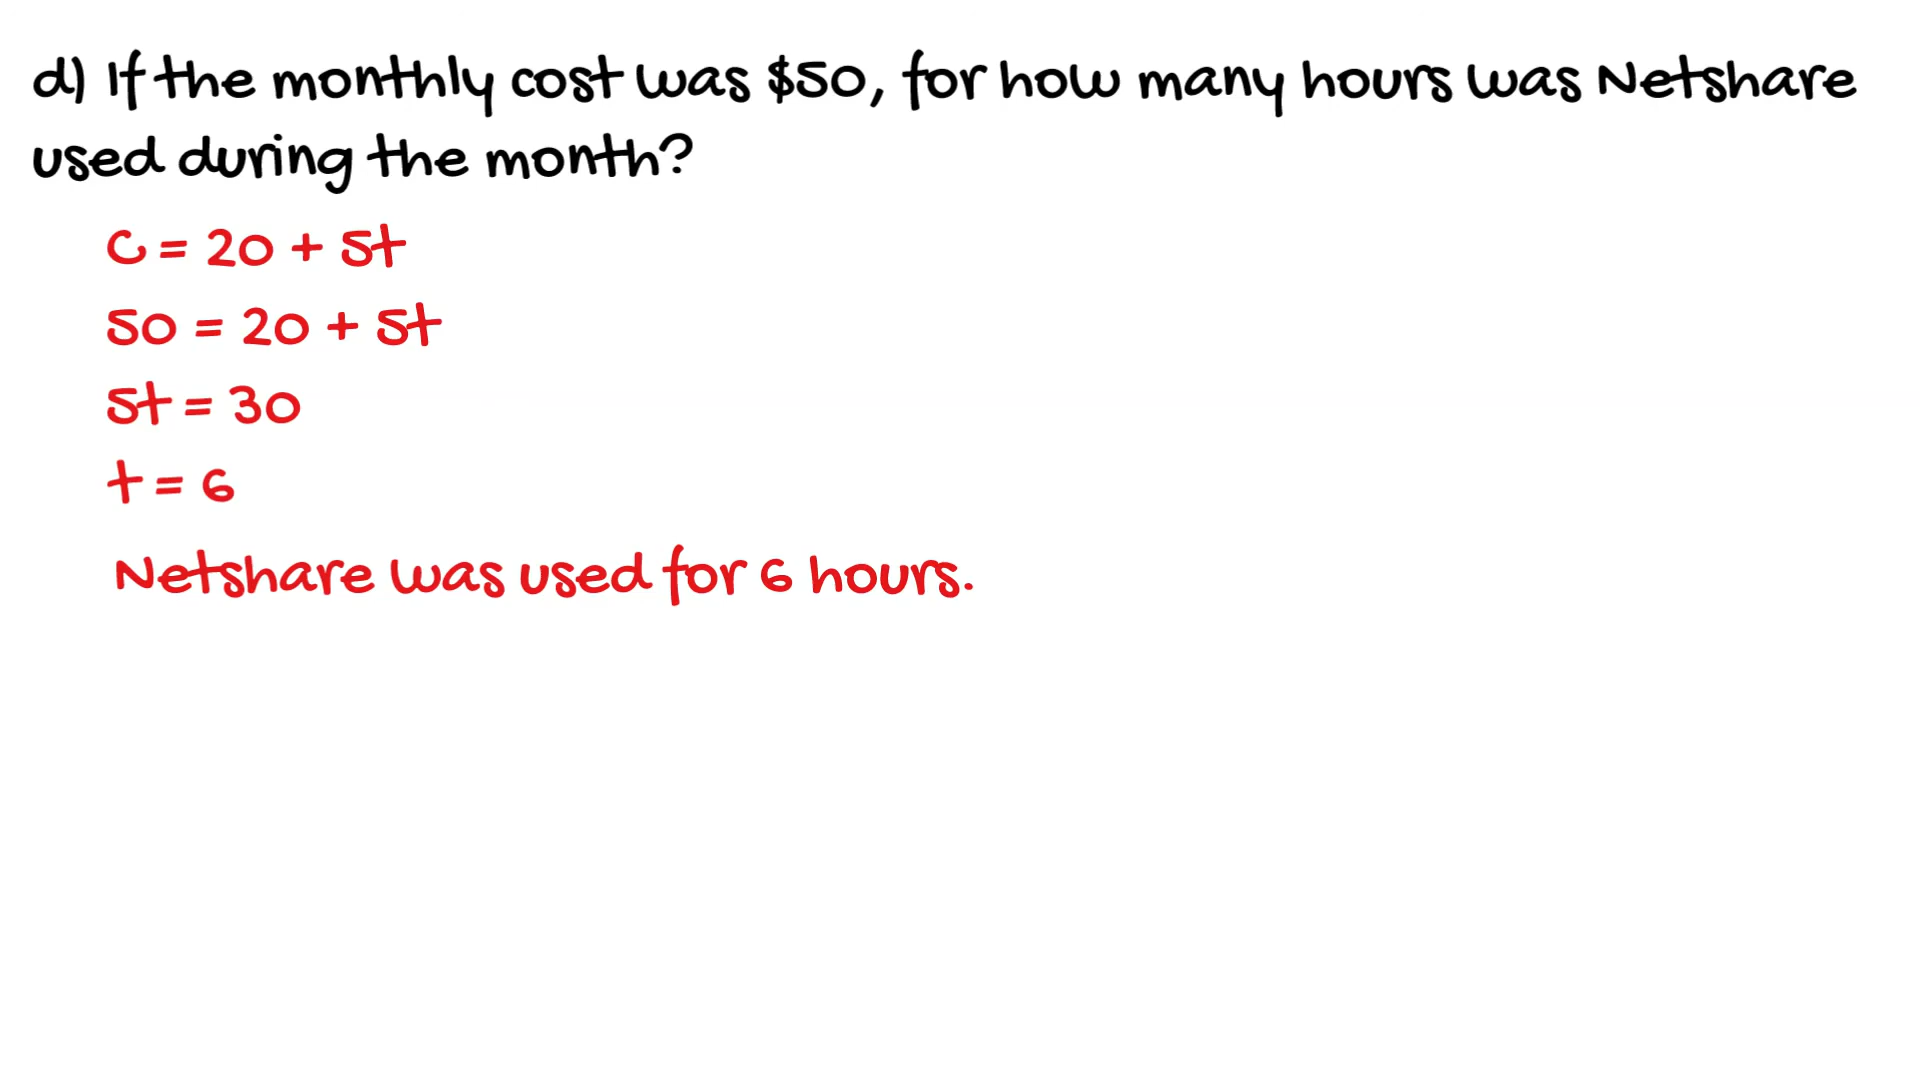 d) If the monthly cost was $50, for how many hours was Netshare
used during the month?
C = 20 + 5t
50 = 20 + 5t
5t = 30
t = 6
Netshare was used for 6 hours.